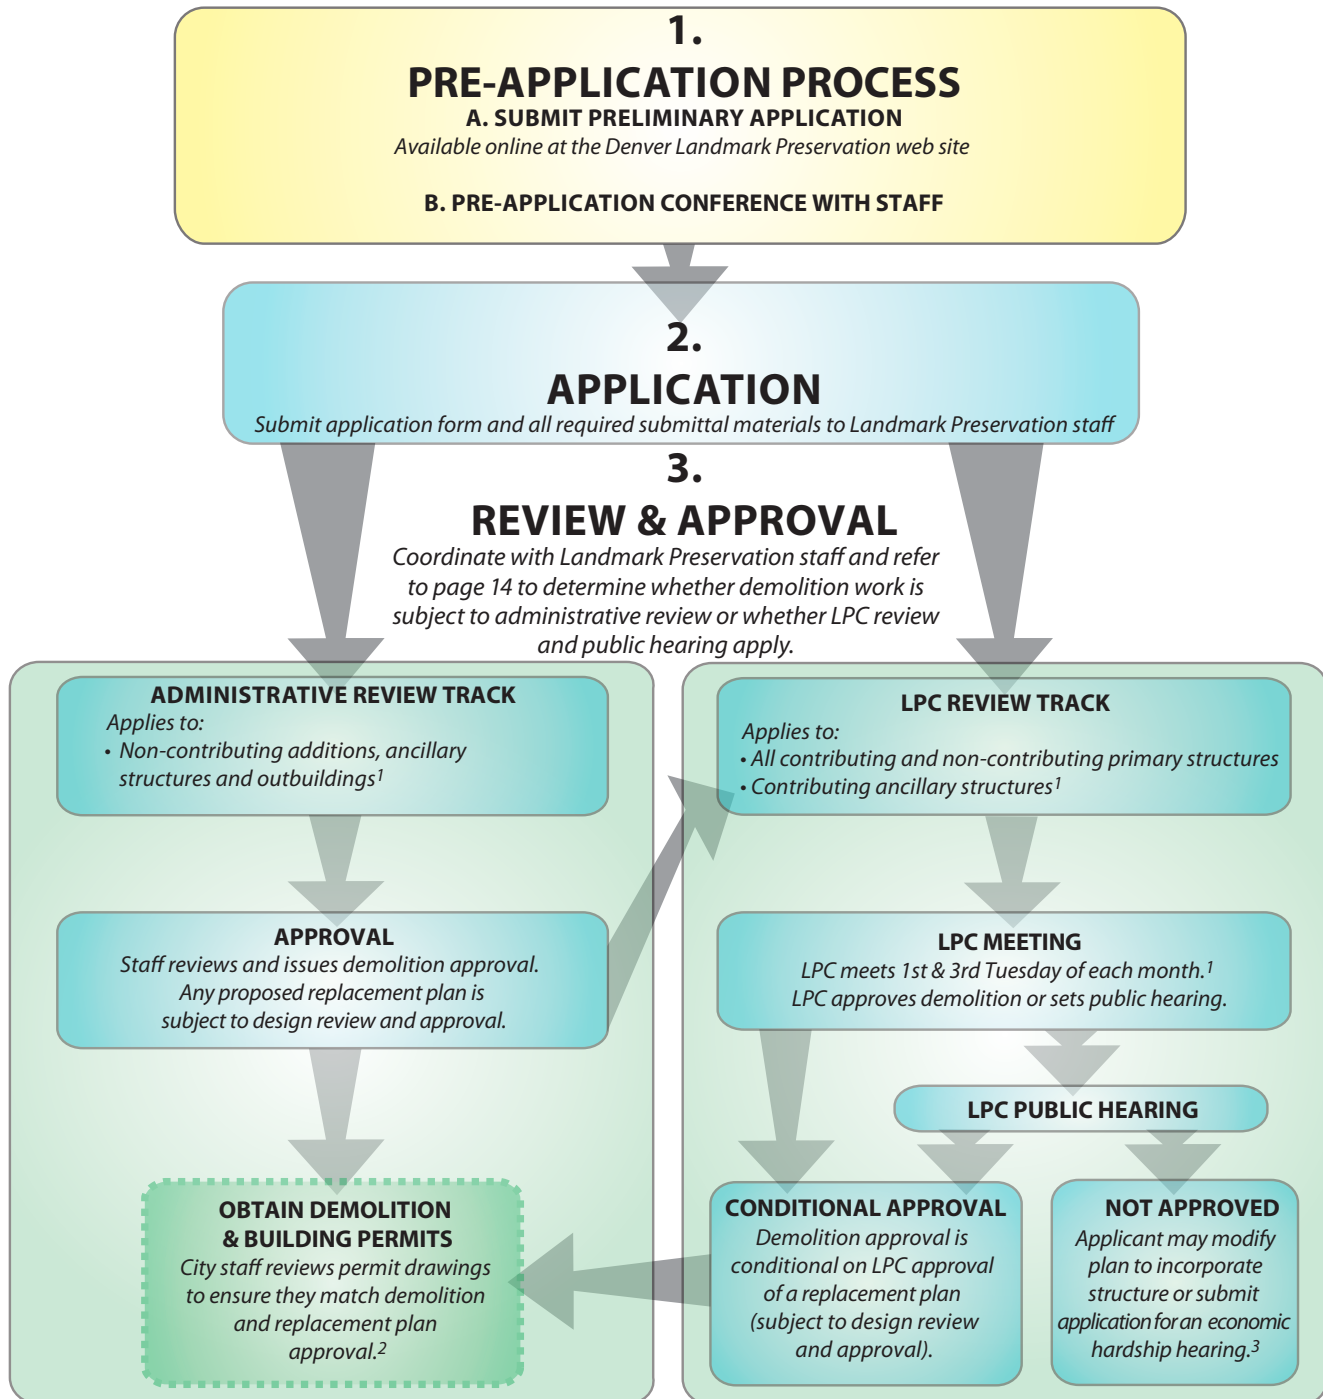 1.
PRE-APPLICATION PROCESS
A. SUBMIT PRELIMINARY APPLICATION
Available online at the Denver Landmark Preservation web site
B. PRE-APPLICATION CONFERENCE WITH STAFF
2.
APPLICATION
Submit application form and all required submittal materials to Landmark Preservation staff
3.
REVIEW & APPROVAL
Coordinate with Landmark Preservation staff and refer
to page 14 to determine whether demolition work is
subject to administrative review or whether LPC review
and public hearing apply.
ADMINISTRATIVE REVIEW TRACK
Applies to:
• Non-contributing additions, ancillary
structures and outbuildings1
APPROVAL
Staff reviews and issues demolition approval.
Any proposed replacement plan is
subject to design review and approval.
OBTAIN DEMOLITION
& BUILDING PERMITS
City staff reviews permit drawings
to ensure they match demolition
and replacement plan
approval.2
LPC REVIEW TRACK
Applies to:
• All contributing and non-contributing primary structures
• Contributing ancillary structures1
LPC MEETING
LPC meets 1st & 3rd Tuesday of each month.1
LPC approves demolition or sets public hearing.
LPC PUBLIC HEARING
CONDITIONAL APPROVAL
Demolition approval is
conditional on LPC approval
of a replacement plan
(subject to design review
and approval).
NOT APPROVED
Applicant may modify
plan to incorporate
structure or submit
application for an economic
hardship hearing.3